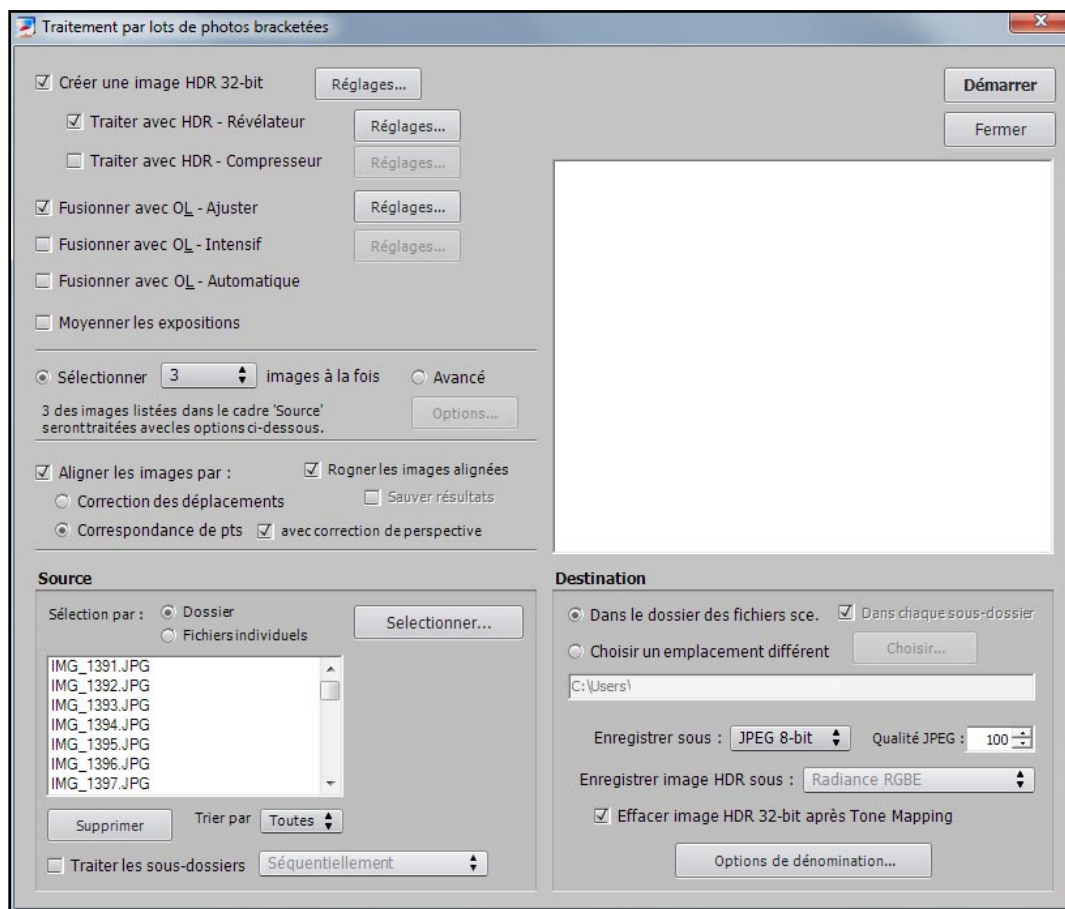 Traitement par lots de photos bracketées
Créer une image HDR 32-bit Réglages...
Démarrer
Traiter avec HDR - Révélateur Réglages...
Fermer
Traiter avec HDR - Compresseur Réglages...
Fusionner avec OL - Ajuster Réglages...
Fusionner avec OL - Intensif Réglages...
Fusionner avec OL - Automatique
Moyenner les expositions
Sélectionner 3 images à la fois Avancé
3 des images listées dans le cadre 'Source'
seronttraitées avecles options ci-dessous.
Options...
Aligner les images par : Rogner les images alignées
Correction des déplacements Sauver résultats
Correspondance de pts avec correction de perspective
Source
Sélection par : Dossier
Fichiers individuels
Selectionner...
IMG_1391.JPG
IMG_1392.JPG
IMG_1393.JPG
IMG_1394.JPG
IMG_1395.JPG
IMG_1396.JPG
IMG_1397.JPG
Supprimer Trier par Toutes
Traiter les sous-dossiers Séquentiellement
Destination
Dans le dossier des fichiers sce. Dans chaque sous-dossier
Choisir un emplacement différent Choisir...
C:\Users\
Enregistrer sous : JPEG 8-bit Qualité JPEG : 100
Enregistrer image HDR sous : Radiance RGBE
Effacer image HDR 32-bit après Tone Mapping
Options de dénomination...